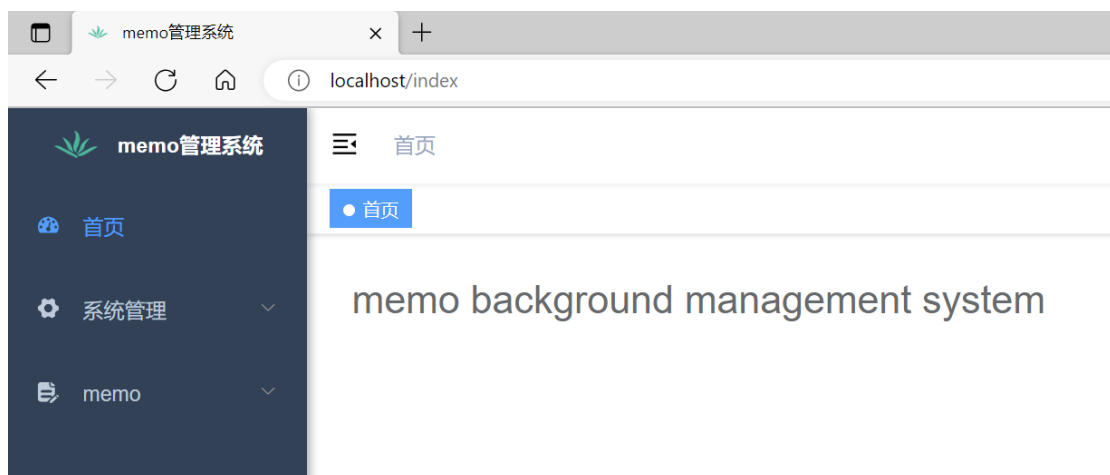 memo管理系统
localhost/index
memo管理系统
首页
首页
首页
系统管理
memo
memo background management system